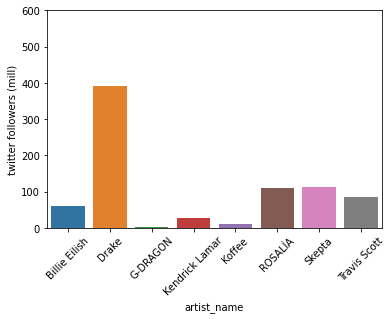 600
500
400
300
200
100
0
twitter followers (mill)
Billie Eilish
Drake
G-DRAGON
Kendrick Lamar
Koffee
ROSALÍA
Skepta
Travis Scott
artist_name